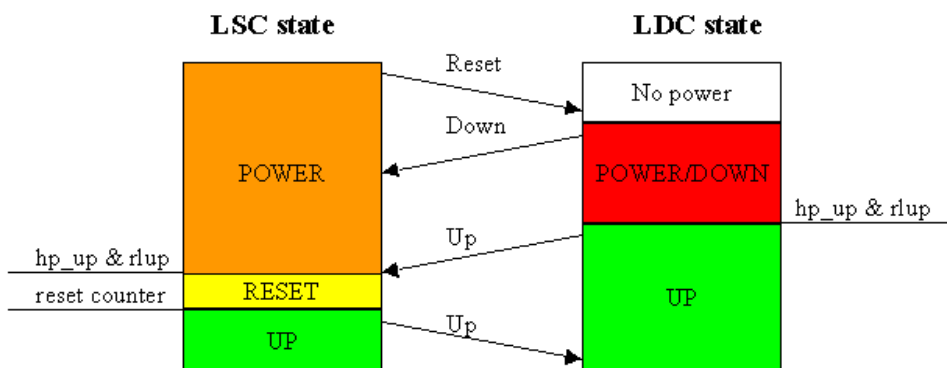 LSC state
LDC state
Reset
No power
Down
POWER
POWER/DOWN
hp_up & rlup
Up
hp_up & rlup
RESET
reset counter
UP
Up
UP